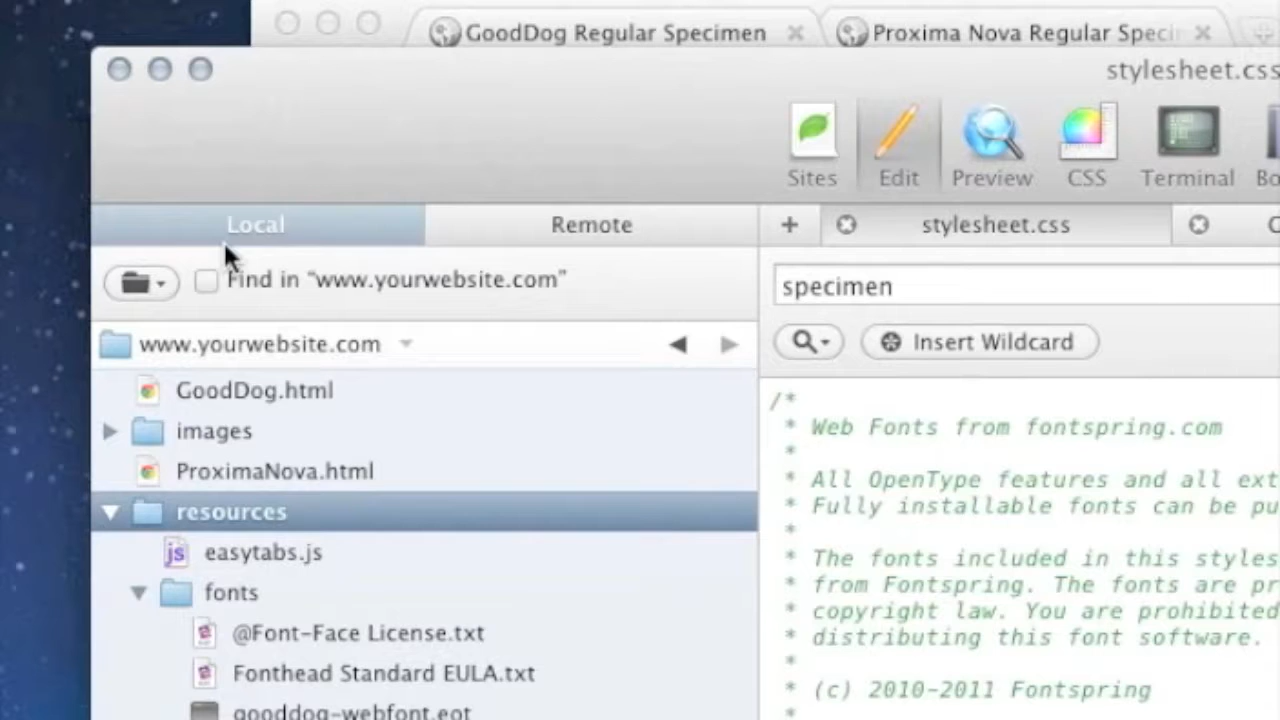 GoodDog Regular Specimen
Proxima Nova Regular Speci
stylesheet.css
Sites
Edit
Preview
CSS
Terminal
Bo
Local
Remote
stylesheet.css
Find in “www.yourwebsite.com”
specimen
www.yourwebsite.com
Insert Wildcard
GoodDog.html
images
ProximaNova.html
resources
easytabs.js
fonts
@Font-Face License.txt
Fonthead Standard EULA.txt
gooddog-webfont.eot
/*
* Web Fonts from fontspring.com
*
* All OpenType features and all ext
* Fully installable fonts can be pu
*
* The fonts included in this styles
* from Fontspring. The fonts are pr
* copyright law. You are prohibited
* distributing this font software.
*
* (c) 2010-2011 Fontspring
*